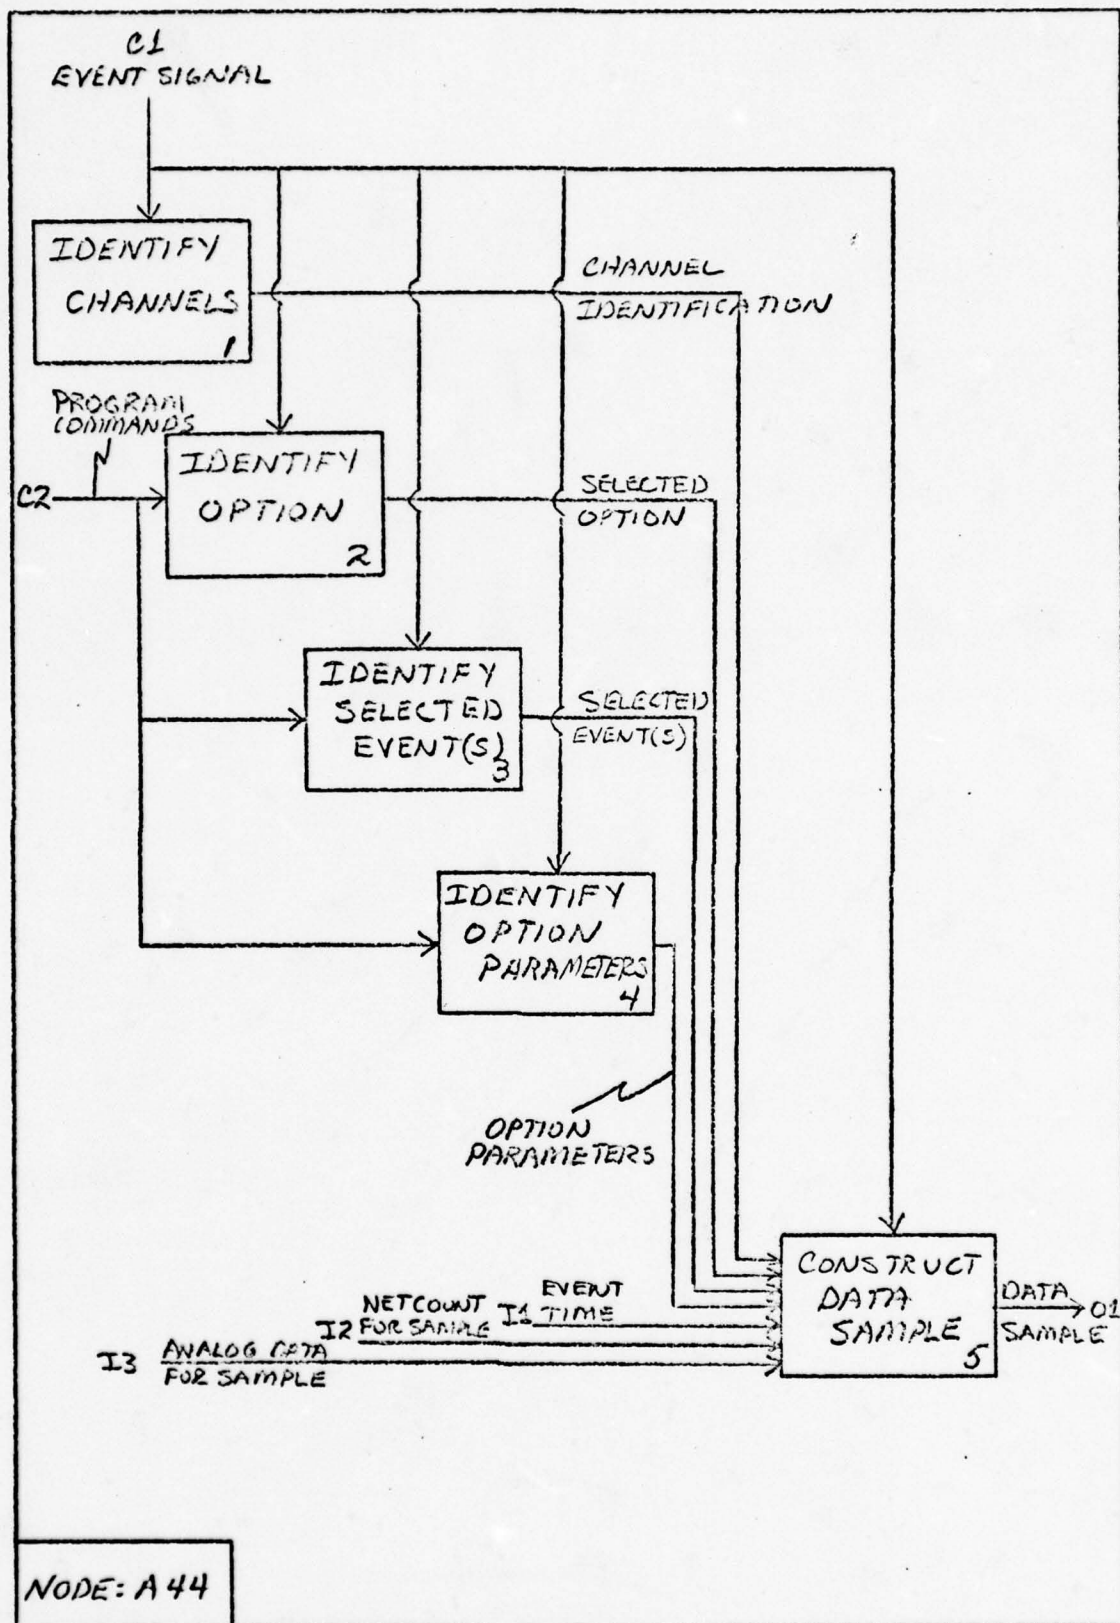 C1
EVENT SIGNAL
IDENTIFY
CHANNELS
1
CHANNEL
IDENTIFICATION
PROGRAM
COMMANDS
C2
IDENTIFY
OPTION
2
SELECTED
OPTION
IDENTIFY
SELECTED
EVENT(S)
3
SELECTED
EVENT(S)
IDENTIFY
OPTION
PARAMETERS
4
OPTION
PARAMETERS
CONSTRUCT
DATA
SAMPLE
5
DATA
SAMPLE
O1
I1
EVENT
TIME
I2
NETCOUNT
FOR SAMPLE
I3
ANALOG DATA
FOR SAMPLE
NODE: A44